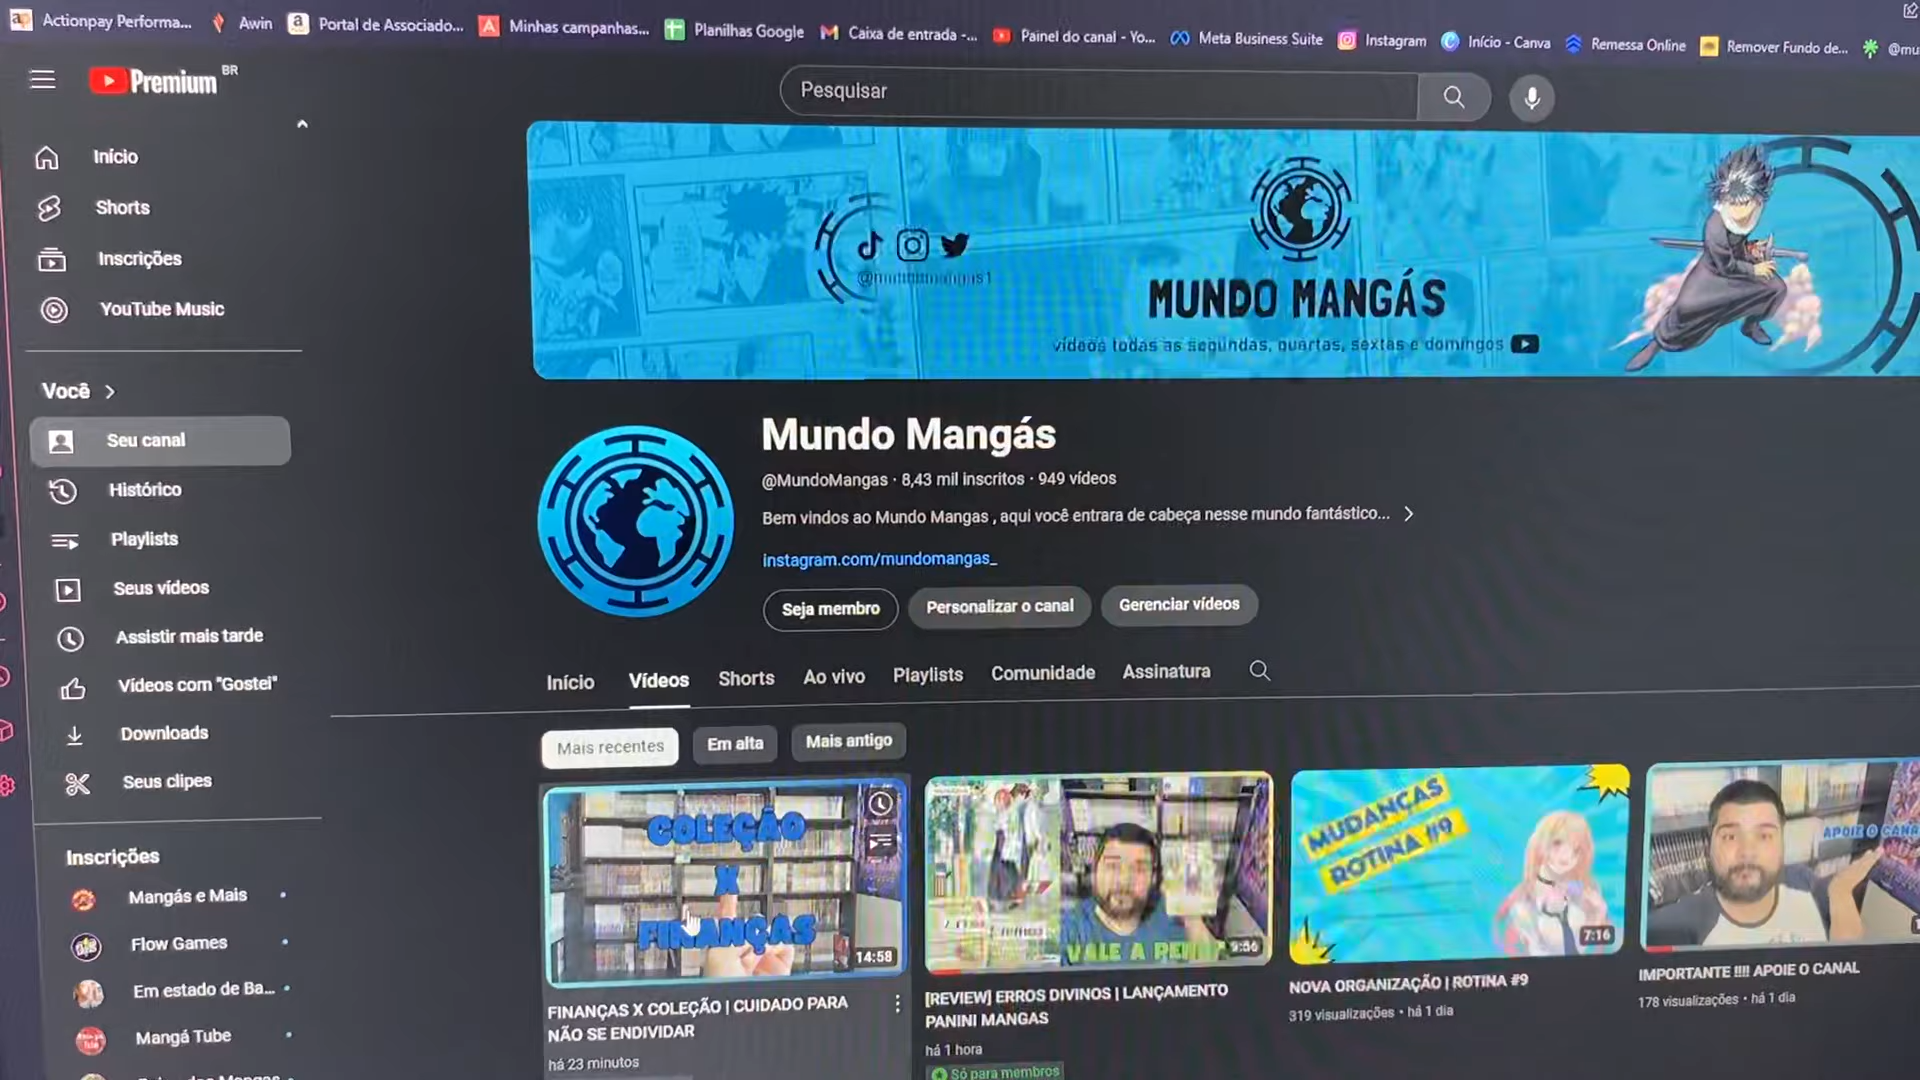 Actionpay Performa...
Awin
Portal de Associado...
Minhas campanhas...
Planilhas Google
Caixa de entrada -...
Painel do canal - Yo...
Meta Business Suite
Instagram
Início - Canva
Remessa Online
Remover Fundo de...
@mu
Premium BR
Pesquisar
Início
Shorts
Inscrições
YouTube Music
Você
Seu canal
Histórico
Playlists
Seus vídeos
Assistir mais tarde
Vídeos com "Gostei"
Downloads
Seus clipes
Inscrições
Mangás e Mais
Flow Games
Em estado de Ba...
Mangá Tube
MUNDO MANGÁS
vídeos todas as segundas, quartas, sextas e domingos
Mundo Mangás
@MundoMangas · 8,43 mil inscritos · 949 vídeos
Bem vindos ao Mundo Mangas , aqui você entrara de cabeça nesse mundo fantástico...
instagram.com/mundomangas_
Seja membro
Personalizar o canal
Gerenciar vídeos
Início
Vídeos
Shorts
Ao vivo
Playlists
Comunidade
Assinatura
Mais recentes
Em alta
Mais antigo
COLEÇÃO
X
FINANÇAS
14:58
FINANÇAS X COLEÇÃO | CUIDADO PARA
NÃO SE ENDIVIDAR
há 23 minutos
VALE A
[REVIEW] ERROS DIVINOS | LANÇAMENTO
PANINI MANGAS
há 1 hora
Só para membros
MUDANÇAS
ROTINA #9
7:16
NOVA ORGANIZAÇÃO | ROTINA #9
319 visualizações · há 1 dia
APOIE O CANA
IMPORTANTE !!!! APOIE O CANAL
178 visualizações · há 1 dia